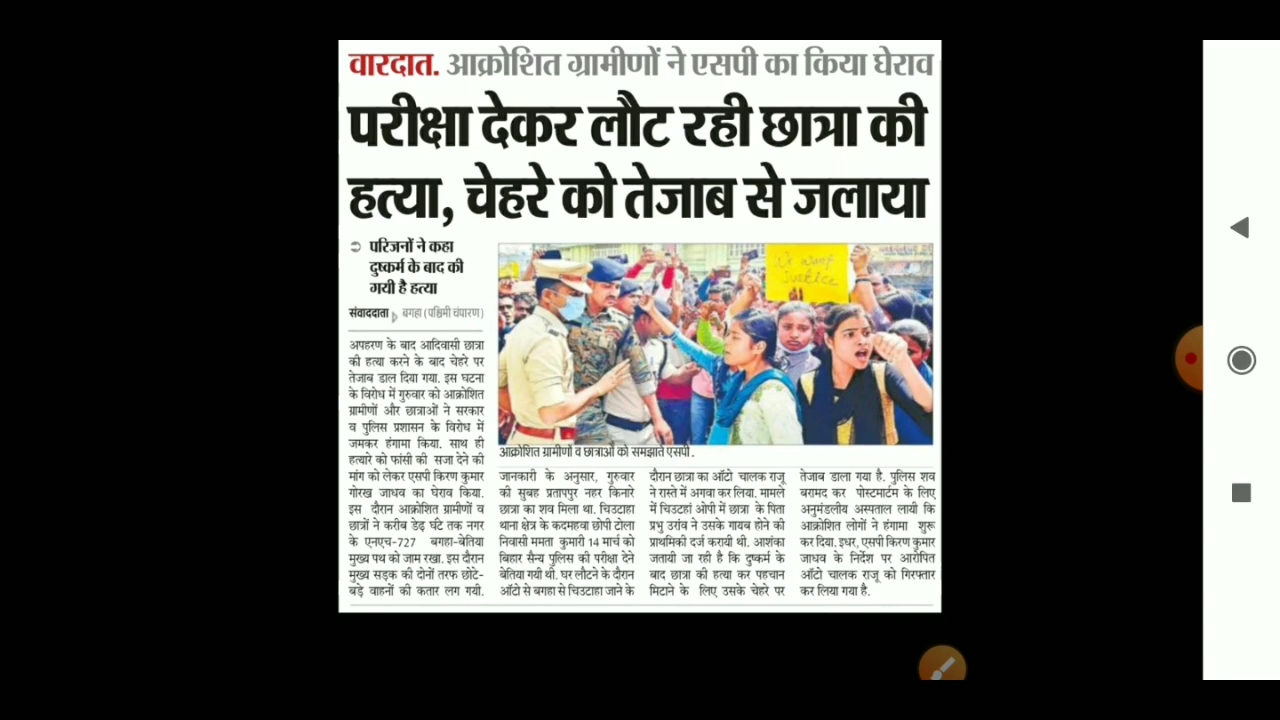 वारदात. आक्रोशित ग्रामीणों ने एसपी का किया घेराव
परीक्षा देकर लौट रही छात्रा की
हत्या, चेहरे को तेजाब से जलाया
परिजनों ने कहा
दुष्कर्म के बाद की
गयी है हत्या
संवाददाता बगहा (पश्चिमी चंपारण)
अपहरण के बाद आदिवासी छात्रा
की हत्या करने के बाद चेहरे पर
तेजाब डाल दिया गया. इस घटना
के विरोध में गुरुवार को आक्रोशित
ग्रामीणों और छात्राओं ने सरकार
व पुलिस प्रशासन के विरोध में
जमकर हंगामा किया. साथ ही
हत्यारे को फांसी की सजा देने की
मांग को लेकर एसपी किरण कुमार
गोरख जाधव का घेराव किया.
इस दौरान आक्रोशित ग्रामीणों व
छात्रों ने करीब डेढ़ घंटे तक नगर
के एनएच-727 बगहा-बेतिया
मुख्य पथ को जाम रखा. इस दौरान
मुख्य सड़क की दोनों तरफ छोटे-
बड़े वाहनों की कतार लग गयी.
We want
Justice
आक्रोशित ग्रामीणों व छात्राओं को समझाते एसपी.
जानकारी के अनुसार, गुरुवार
की सुबह प्रतापपुर नहर किनारे
छात्रा का शव मिला था. चिउटाहा
थाना क्षेत्र के कदमहवा छोपी टोला
निवासी ममता कुमारी 14 मार्च को
बिहार सैन्य पुलिस की परीक्षा देने
बेतिया गयी थी. घर लौटने के दौरान
ऑटो से बगहा से चिउटाहा जाने के
दौरान छात्रा का ऑटो चालक राजू
ने रास्ते में अगवा कर लिया. मामले
में चिउटहां ओपी में छात्रा के पिता
प्रभु उरांव ने उसके गायब होने की
प्राथमिकी दर्ज करायी थी. आशंका
जतायी जा रही है कि दुष्कर्म के
बाद छात्रा की हत्या कर पहचान
मिटाने के लिए उसके चेहरे पर
तेजाब डाला गया है. पुलिस शव
बरामद कर पोस्टमार्टम के लिए
अनुमंडलीय अस्पताल लायी कि
आक्रोशित लोगों ने हंगामा शुरू
कर दिया. इधर, एसपी किरण कुमार
जाधव के निर्देश पर आरोपित
ऑटो चालक राजू को गिरफ्तार
कर लिया गया है.